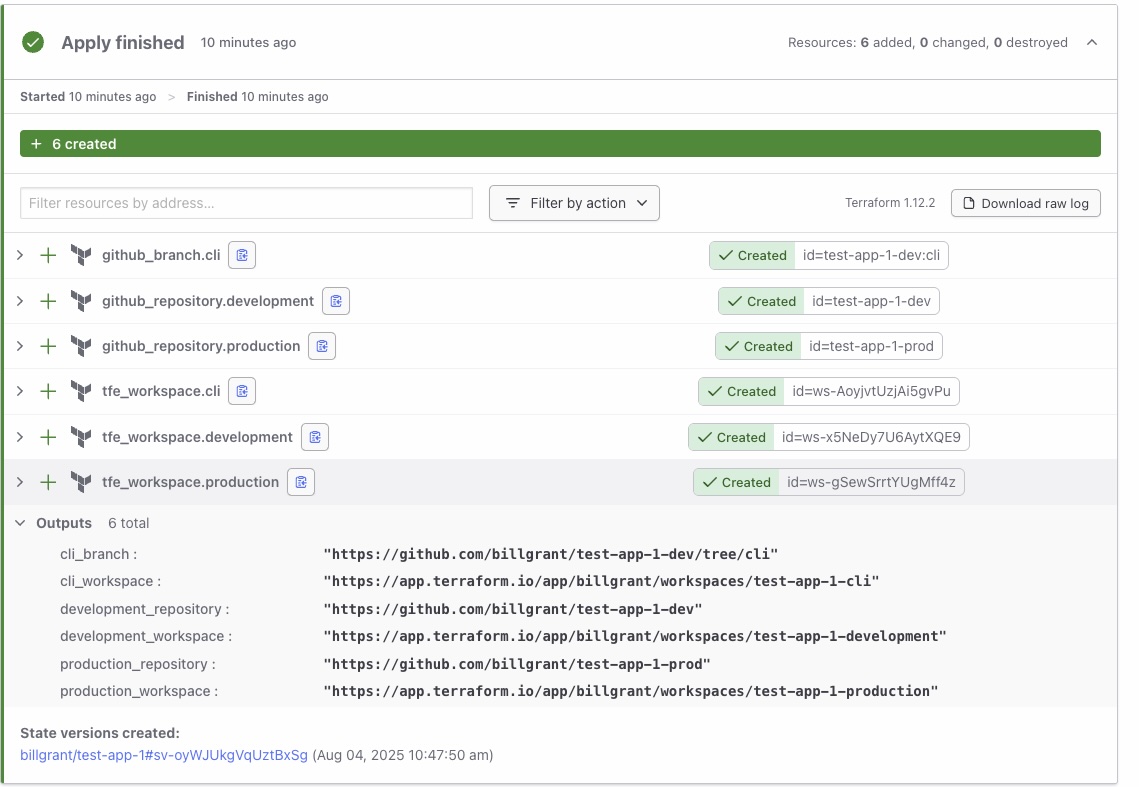 Apply finished 10 minutes ago Resources: 6 added, 0 changed, 0 destroyed
Started 10 minutes ago > Finished 10 minutes ago
+ 6 created
Filter resources by address... Filter by action Terraform 1.12.2 Download raw log
github_branch.cli Created id=test-app-1-dev:cli
github_repository.development Created id=test-app-1-dev
github_repository.production Created id=test-app-1-prod
tfe_workspace.cli Created id=ws-AoyjvtUzjAi5gvPu
tfe_workspace.development Created id=ws-x5NeDy7U6AytXQE9
tfe_workspace.production Created id=ws-gSewSrrtYUgMff4z
Outputs 6 total
cli_branch : "https://github.com/billgrant/test-app-1-dev/tree/cli"
cli_workspace : "https://app.terraform.io/app/billgrant/workspaces/test-app-1-cli"
development_repository : "https://github.com/billgrant/test-app-1-dev"
development_workspace : "https://app.terraform.io/app/billgrant/workspaces/test-app-1-development"
production_repository : "https://github.com/billgrant/test-app-1-prod"
production_workspace : "https://app.terraform.io/app/billgrant/workspaces/test-app-1-production"
State versions created:
billgrant/test-app-1#sv-oyWJUkgVqUztBxSg (Aug 04, 2025 10:47:50 am)